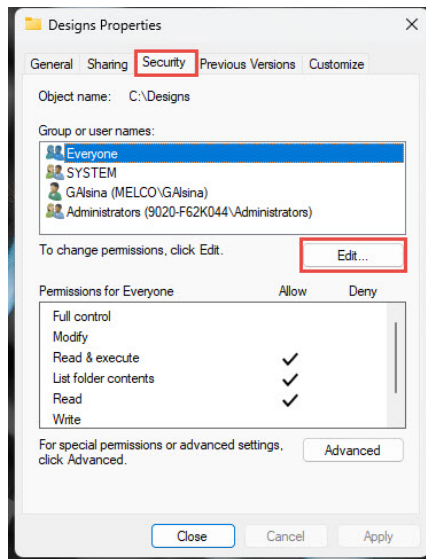 Designs Properties
General Sharing Security Previous Versions Customize
Object name: C:\Designs
Group or user names:
Everyone
SYSTEM
GAlsina (MELCO\GAlsina)
Administrators (9020-F62K044\Administrators)
To change permissions, click Edit.
Edit...
Permissions for Everyone Allow Deny
Full control
Modify
Read & execute
List folder contents
Read
Write
For special permissions or advanced settings,
click Advanced.
Advanced
Close Cancel Apply